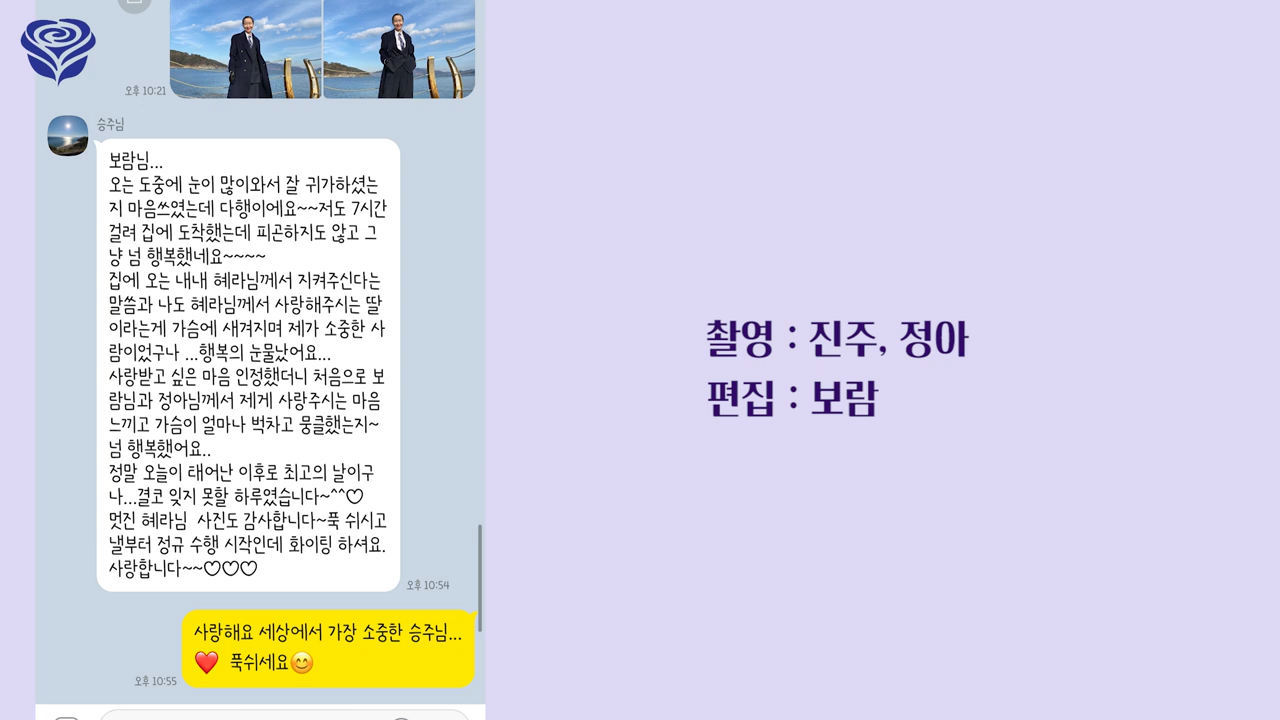 오후 10:21
승주님
보람님...
오는 도중에 눈이 많이와서 잘 귀가하셨는
지 마음쓰였는데 다행이에요~~저도 7시간
걸려 집에 도착했는데 피곤하지도 않고 그
냥 넘 행복했네요~~~~
집에 오는 내내 혜라님께서 지켜주신다는
말씀과 나도 혜라님께서 사랑해주시는 딸
이라는게 가슴에 새겨지며 제가 소중한 사
람이었구나 ...행복의 눈물났어요...
사랑받고 싶은 마음 인정했더니 처음으로 보
람님과 정아님께서 제게 사랑주시는 마음
느끼고 가슴이 얼마나 벅차고 뭉클했는지~
넘 행복했어요..
정말 오늘이 태어난 이후로 최고의 날이구
나...결코 잊지 못할 하루였습니다~^^♡
멋진 혜라님  사진도 감사합니다~푹 쉬시고
낼부터 정규 수행 시작인데 화이팅 하셔요.
사랑합니다~~♡♡♡
오후 10:54
사랑해요 세상에서 가장 소중한 승주님...
❤️ 푹쉬세요😊
오후 10:55
촬영 : 진주, 정아
편집 : 보람